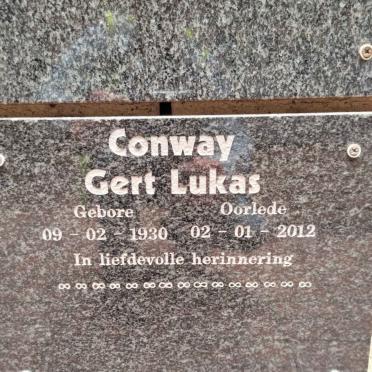 Conway
Gert Lukas
Gebore Oorlede
09 - 02 - 1930 02 - 01 - 2012
In liefdevolle herinnering
∞ ∞ ∞ ∞ ∞ ∞ ∞ ∞ ∞ ∞ ∞ ∞ ∞ ∞ ∞ ∞